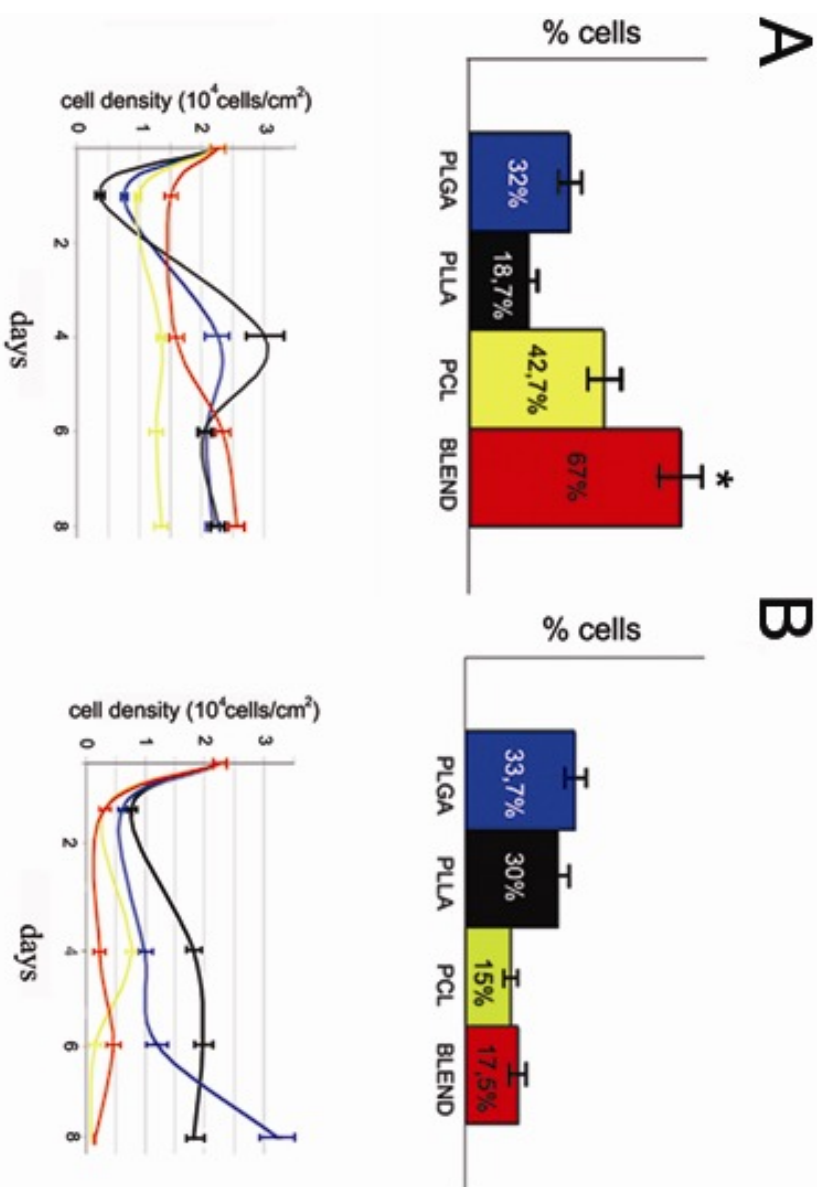 A
% cells
32%
18,7%
42,7%
67%
*
PLGA
PLLA
PCL
BLEND
cell density (10⁴cells/cm²)
3
2
1
0
2
4
6
8
days
B
% cells
33,7%
30%
15%
17,5%
PLGA
PLLA
PCL
BLEND
cell density (10⁴cells/cm²)
3
2
1
0
2
4
6
8
days